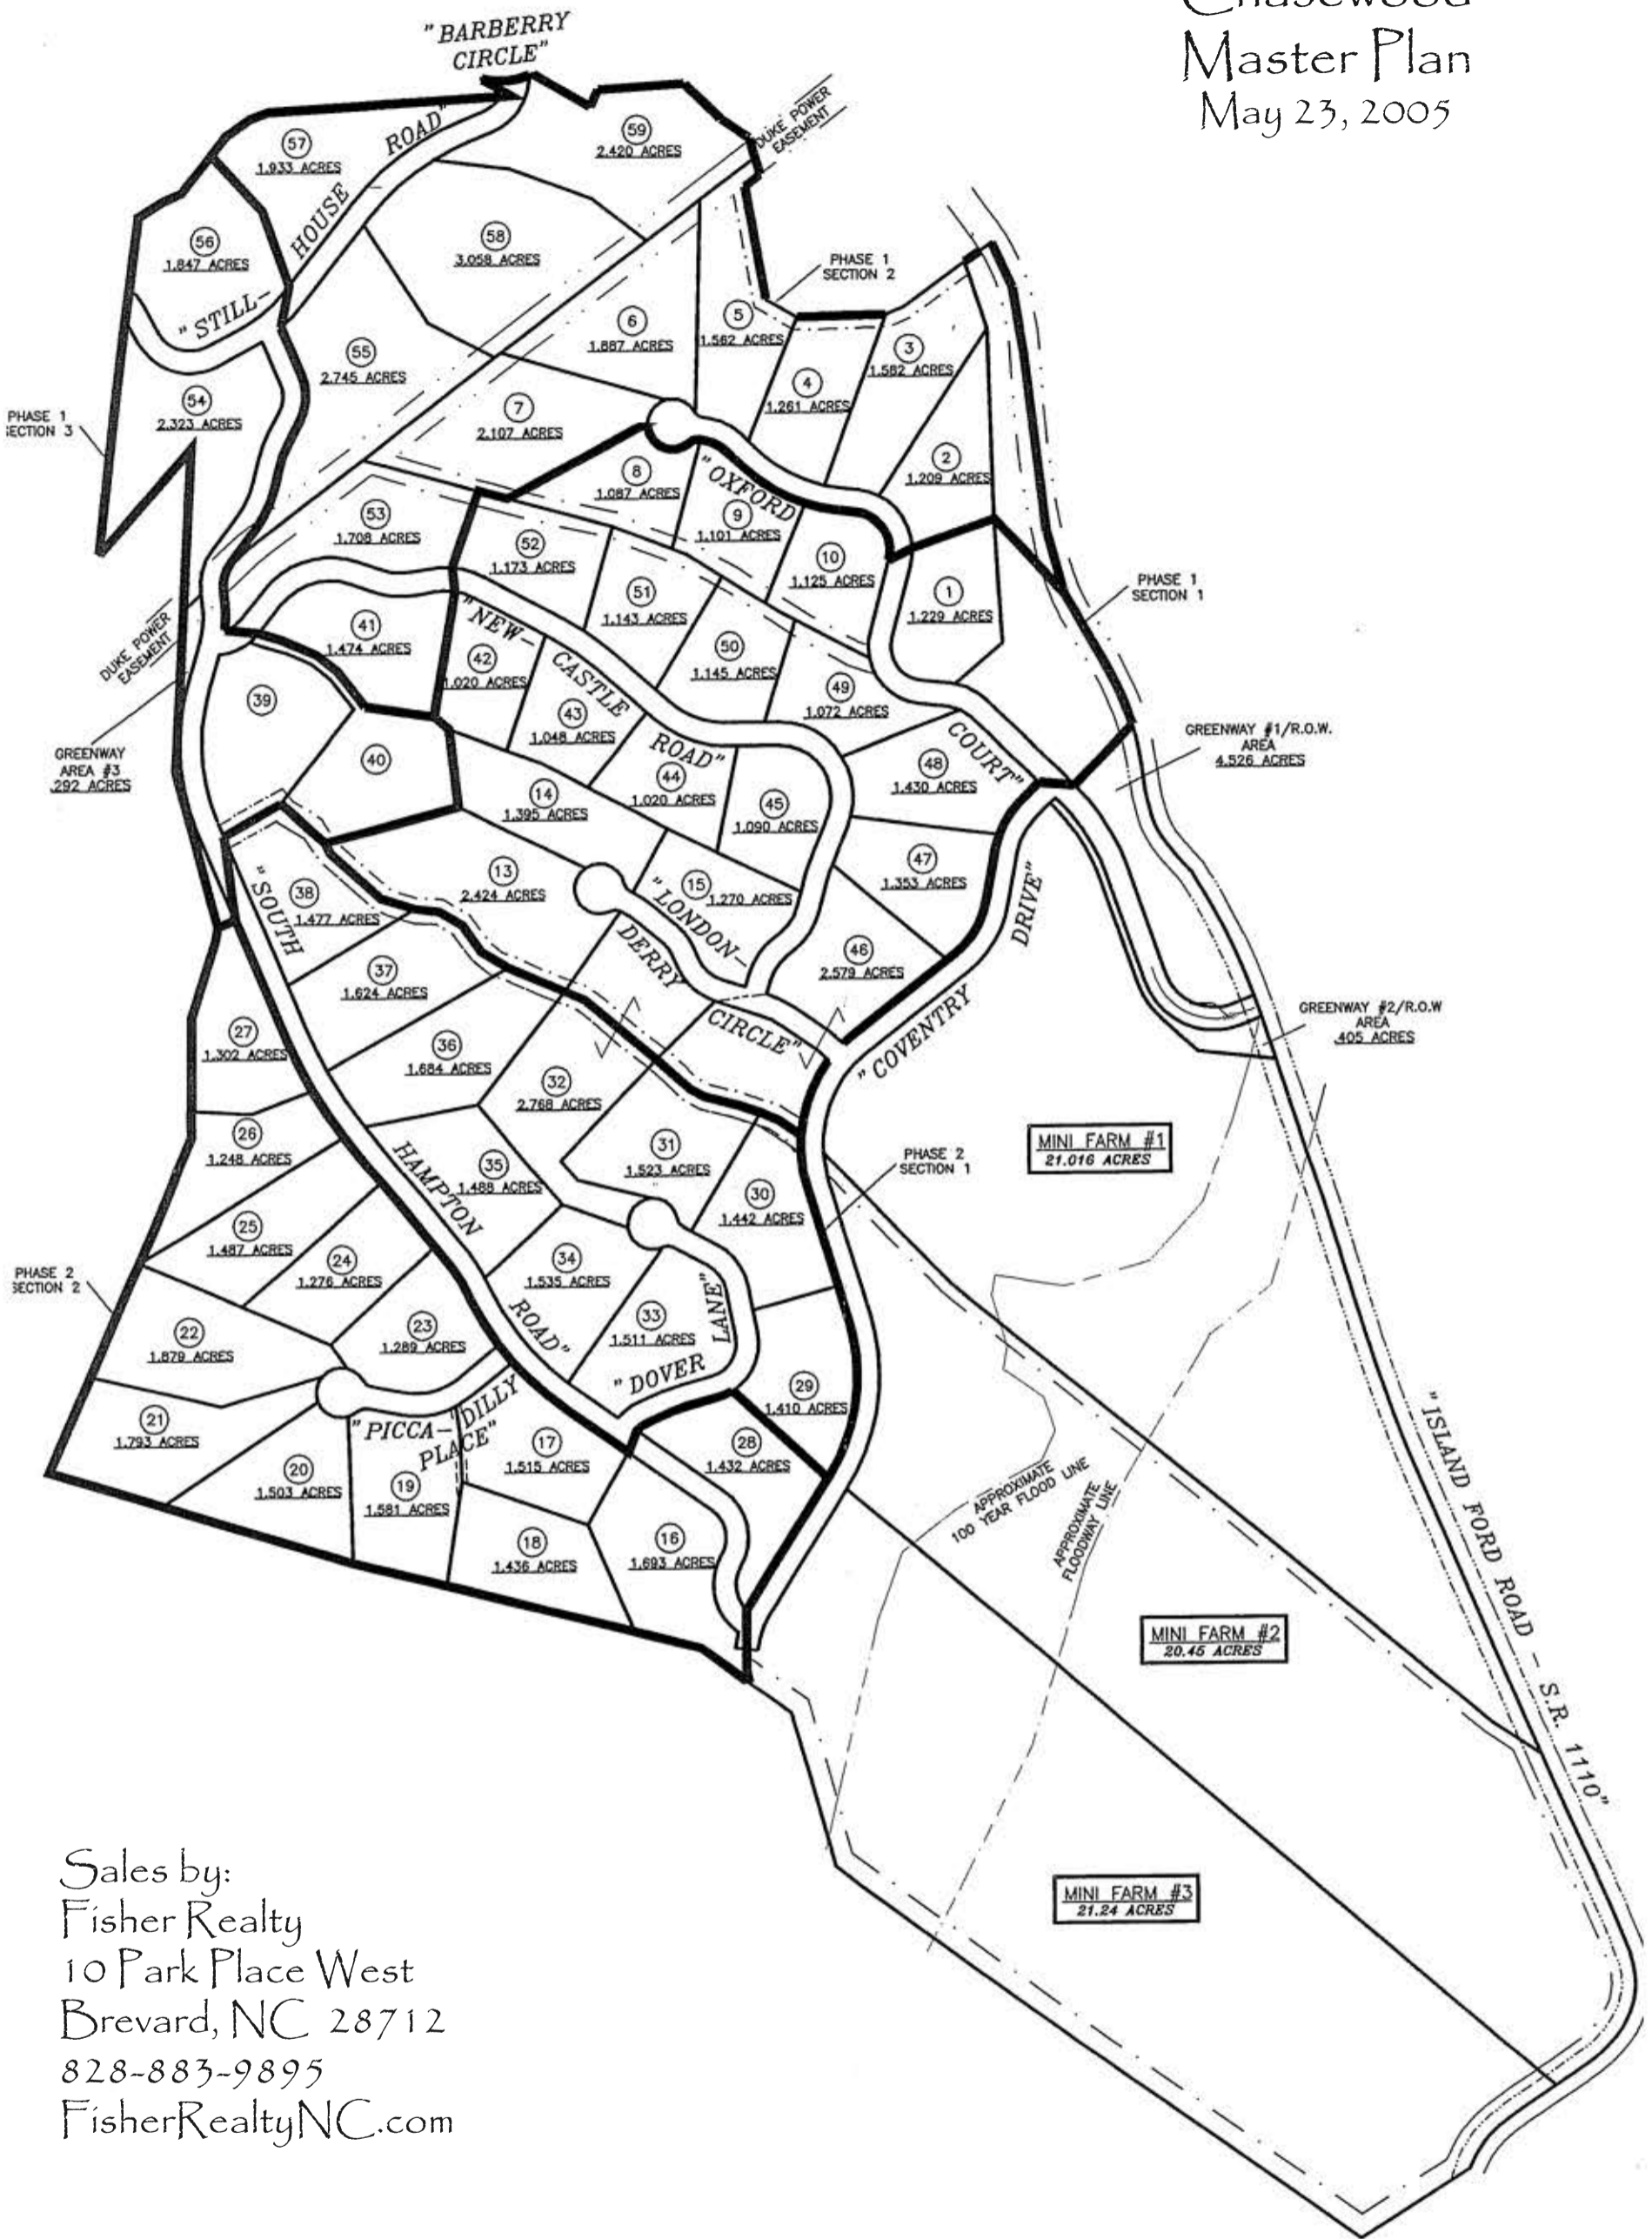 Chasewood
Master Plan
May 23, 2005
"BARBERRY
CIRCLE"
DUKE POWER
EASEMENT
57
1.933 ACRES
59
2.420 ACRES
"STILL-
HOUSE
ROAD"
56
1.847 ACRES
58
3.058 ACRES
PHASE 1
SECTION 2
6
1.887 ACRES
5
1.562 ACRES
3
1.582 ACRES
55
2.745 ACRES
4
1.261 ACRES
54
2.323 ACRES
PHASE 1
SECTION 3
7
2.107 ACRES
2
1.209 ACRES
8
1.087 ACRES
"OXFORD
9
1.101 ACRES
53
1.708 ACRES
52
1.173 ACRES
10
1.125 ACRES
51
1.143 ACRES
1
1.229 ACRES
PHASE 1
SECTION 1
DUKE POWER
EASEMENT
41
1.474 ACRES
"NEW-
CASTLE
ROAD"
42
1.020 ACRES
50
1.145 ACRES
49
1.072 ACRES
39
43
1.048 ACRES
COURT"
GREENWAY #1/R.O.W.
AREA
4.526 ACRES
GREENWAY
AREA #3
.292 ACRES
40
44
1.020 ACRES
48
1.430 ACRES
14
1.395 ACRES
45
1.090 ACRES
47
1.353 ACRES
13
2.424 ACRES
15
1.270 ACRES
"LONDON-
DERRY
CIRCLE"
38
1.477 ACRES
"SOUTH
HAMPTON
ROAD"
46
2.579 ACRES
37
1.624 ACRES
"COVENTRY
DRIVE"
GREENWAY #2/R.O.W
AREA
.405 ACRES
27
1.302 ACRES
36
1.684 ACRES
32
2.768 ACRES
26
1.248 ACRES
31
1.523 ACRES
MINI FARM #1
21.016 ACRES
PHASE 2
SECTION 1
35
1.488 ACRES
30
1.442 ACRES
25
1.487 ACRES
24
1.276 ACRES
34
1.535 ACRES
PHASE 2
SECTION 2
33
1.511 ACRES
"DOVER
LANE"
22
1.879 ACRES
23
1.289 ACRES
29
1.410 ACRES
21
1.793 ACRES
"PICCA-
DILLY
PLACE"
17
1.515 ACRES
28
1.432 ACRES
20
1.503 ACRES
19
1.581 ACRES
18
1.436 ACRES
16
1.693 ACRES
APPROXIMATE
100 YEAR FLOOD LINE
APPROXIMATE
FLOODWAY LINE
"ISLAND FORD ROAD - S.R. 1110"
MINI FARM #2
20.45 ACRES
MINI FARM #3
21.24 ACRES
Sales by:
Fisher Realty
10 Park Place West
Brevard, NC 28712
828-883-9895
FisherRealtyNC.com